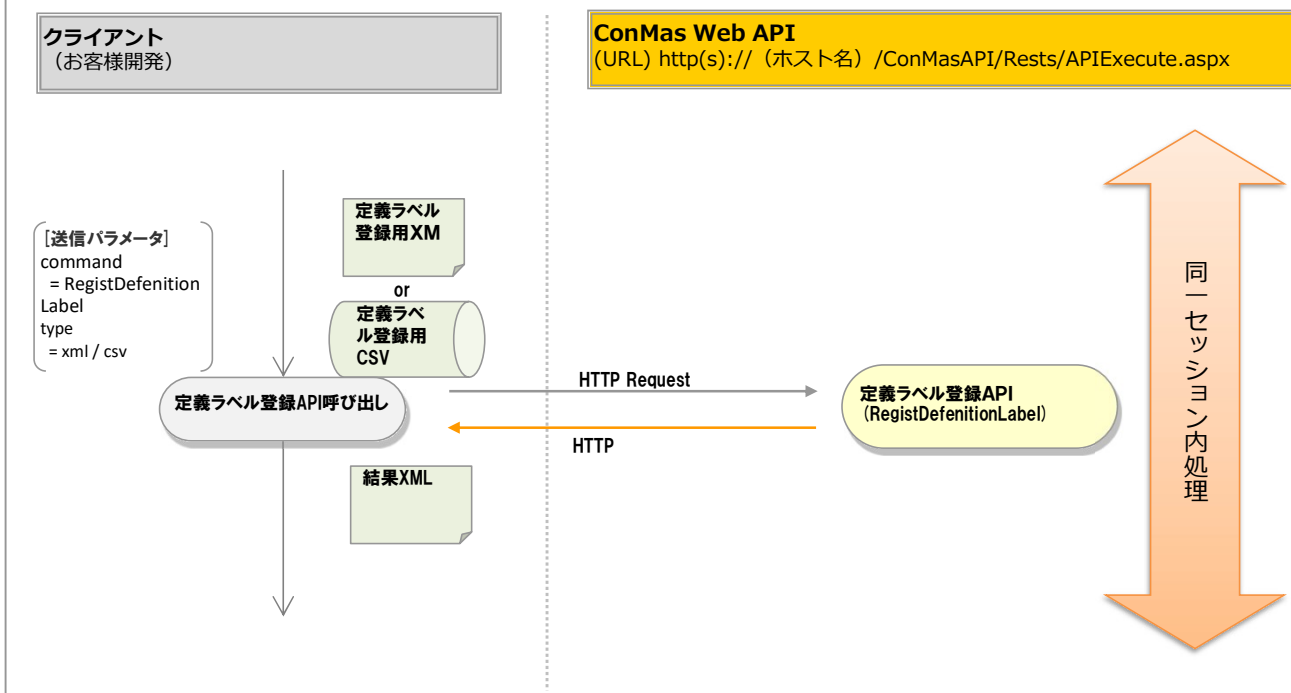 クライアント
（お客様開発）
ConMas Web API
(URL) http(s)://（ホスト名）/ConMasAPI/Rests/APIExecute.aspx
[送信パラメータ]
command
= RegistDefenition
Label
type
= xml / csv
定義ラベル
登録用XM
or
定義ラベ
ル登録用
CSV
定義ラベル登録API呼び出し
HTTP Request
HTTP
定義ラベル登録API
（RegistDefenitionLabel）
結果XML
同一セッション内処理